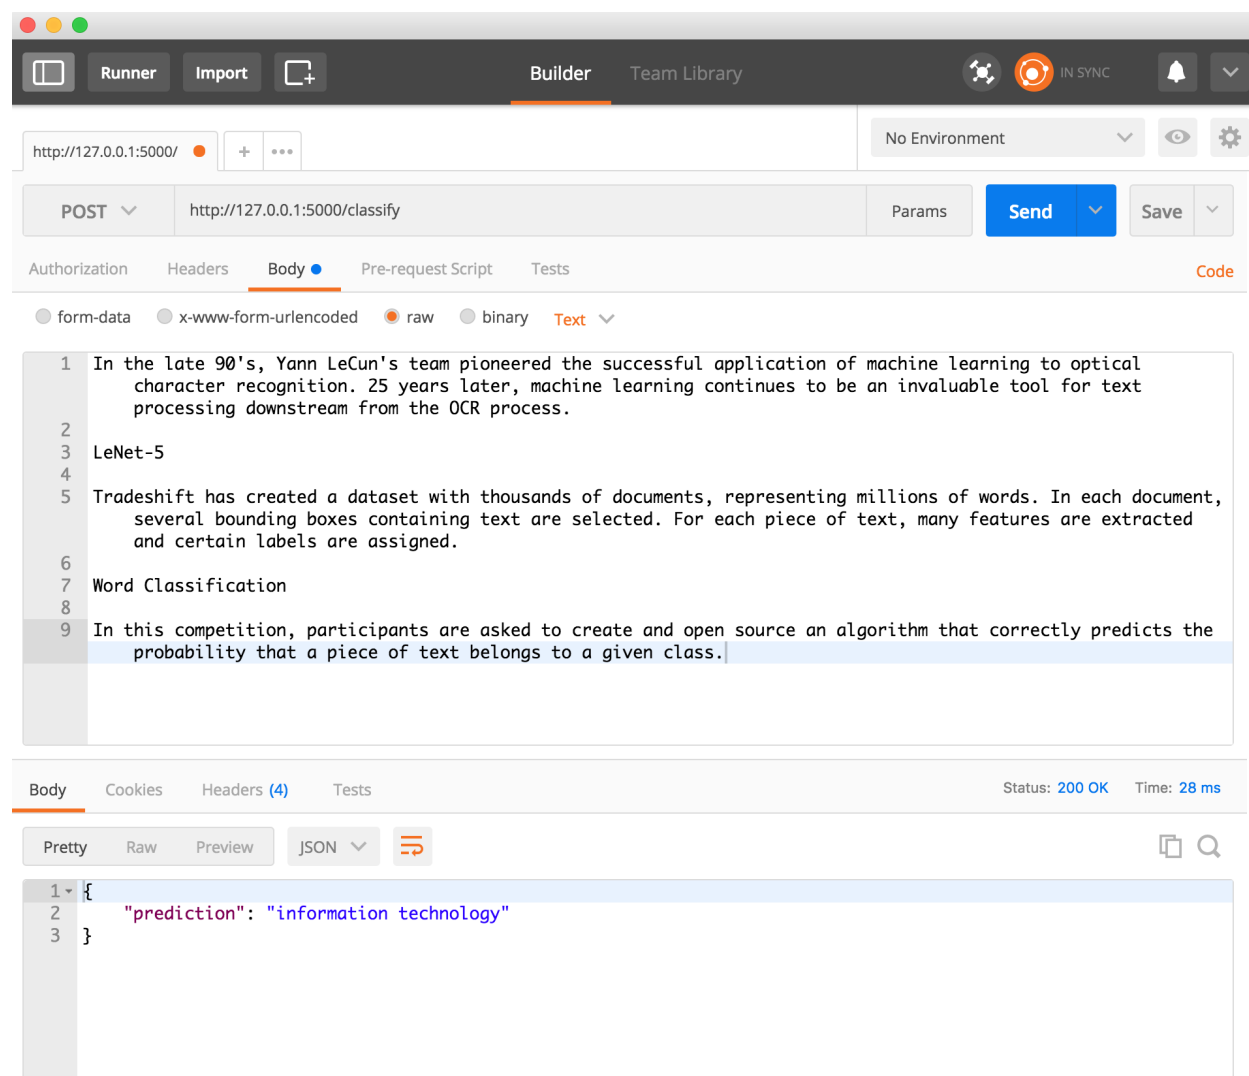 Runner Import Builder Team Library IN SYNC
http://127.0.0.1:5000/ + ••• No Environment
POST http://127.0.0.1:5000/classify Params Send Save
Authorization Headers Body Pre-request Script Tests Code
form-data x-www-form-urlencoded raw binary Text
1 In the late 90's, Yann LeCun's team pioneered the successful application of machine learning to optical
character recognition. 25 years later, machine learning continues to be an invaluable tool for text
processing downstream from the OCR process.
2
3 LeNet-5
4
5 Tradeshift has created a dataset with thousands of documents, representing millions of words. In each document,
several bounding boxes containing text are selected. For each piece of text, many features are extracted
and certain labels are assigned.
6
7 Word Classification
8
9 In this competition, participants are asked to create and open source an algorithm that correctly predicts the
probability that a piece of text belongs to a given class.
Body Cookies Headers (4) Tests Status: 200 OK Time: 28 ms
Pretty Raw Preview JSON
1 {
2 "prediction": "information technology"
3 }